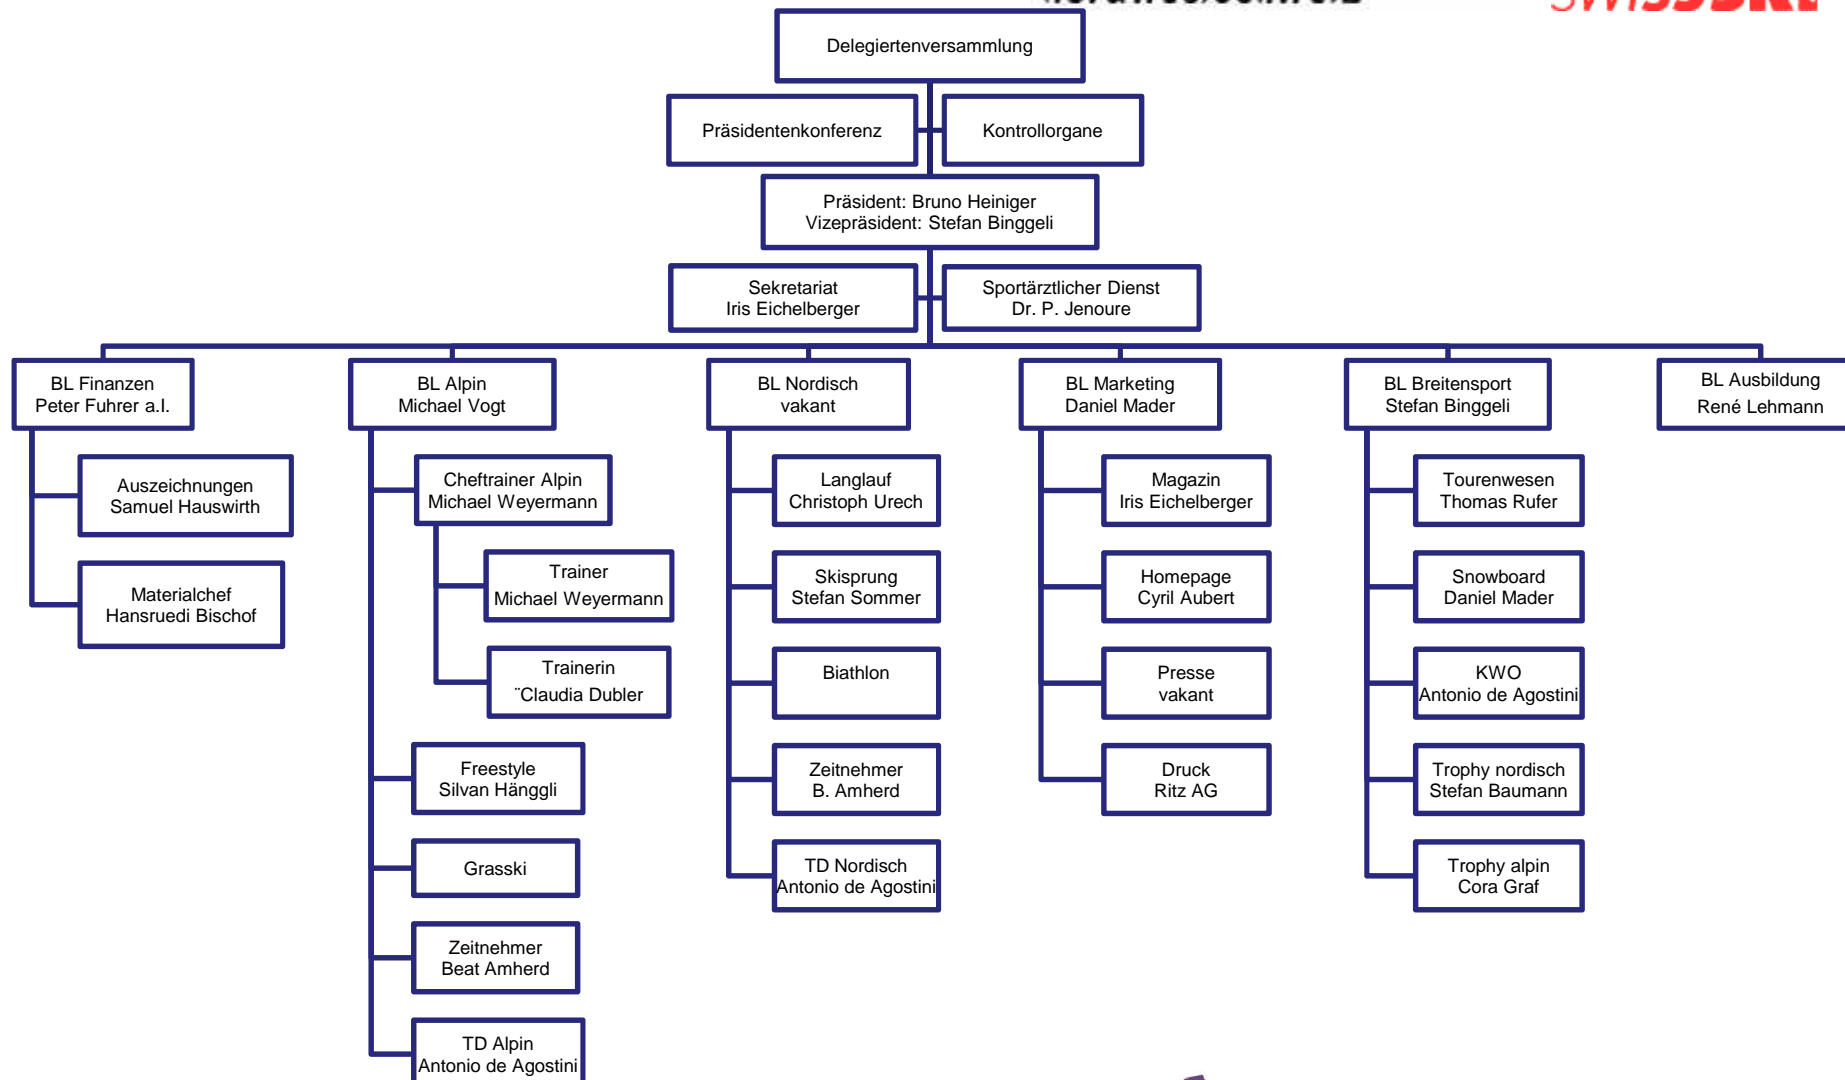 Delegiertenversammlung
Präsidentenkonferenz
Kontrollorgane
Präsident: Bruno Heiniger
Vizepräsident: Stefan Binggeli
Sekretariat
Iris Eichelberger
Sportärztlicher Dienst
Dr. P. Jenoure
BL Finanzen
Peter Fuhrer a.I.
BL Alpin
Michael Vogt
BL Nordisch
vakant
BL Marketing
Daniel Mader
BL Breitensport
Stefan Binggeli
BL Ausbildung
René Lehmann
Auszeichnungen
Samuel Hauswirth
Materialchef
Hansruedi Bischof
Cheftrainer Alpin
Michael Weyermann
Trainer
Michael Weyermann
Trainerin
¨Claudia Dubler
Freestyle
Silvan Hänggli
Grasski
Zeitnehmer
Beat Amherd
TD Alpin
Antonio de Agostini
Langlauf
Christoph Urech
Skisprung
Stefan Sommer
Biathlon
Zeitnehmer
B. Amherd
TD Nordisch
Antonio de Agostini
Magazin
Iris Eichelberger
Homepage
Cyril Aubert
Presse
vakant
Druck
Ritz AG
Tourenwesen
Thomas Rufer
Snowboard
Daniel Mader
KWO
Antonio de Agostini
Trophy nordisch
Stefan Baumann
Trophy alpin
Cora Graf